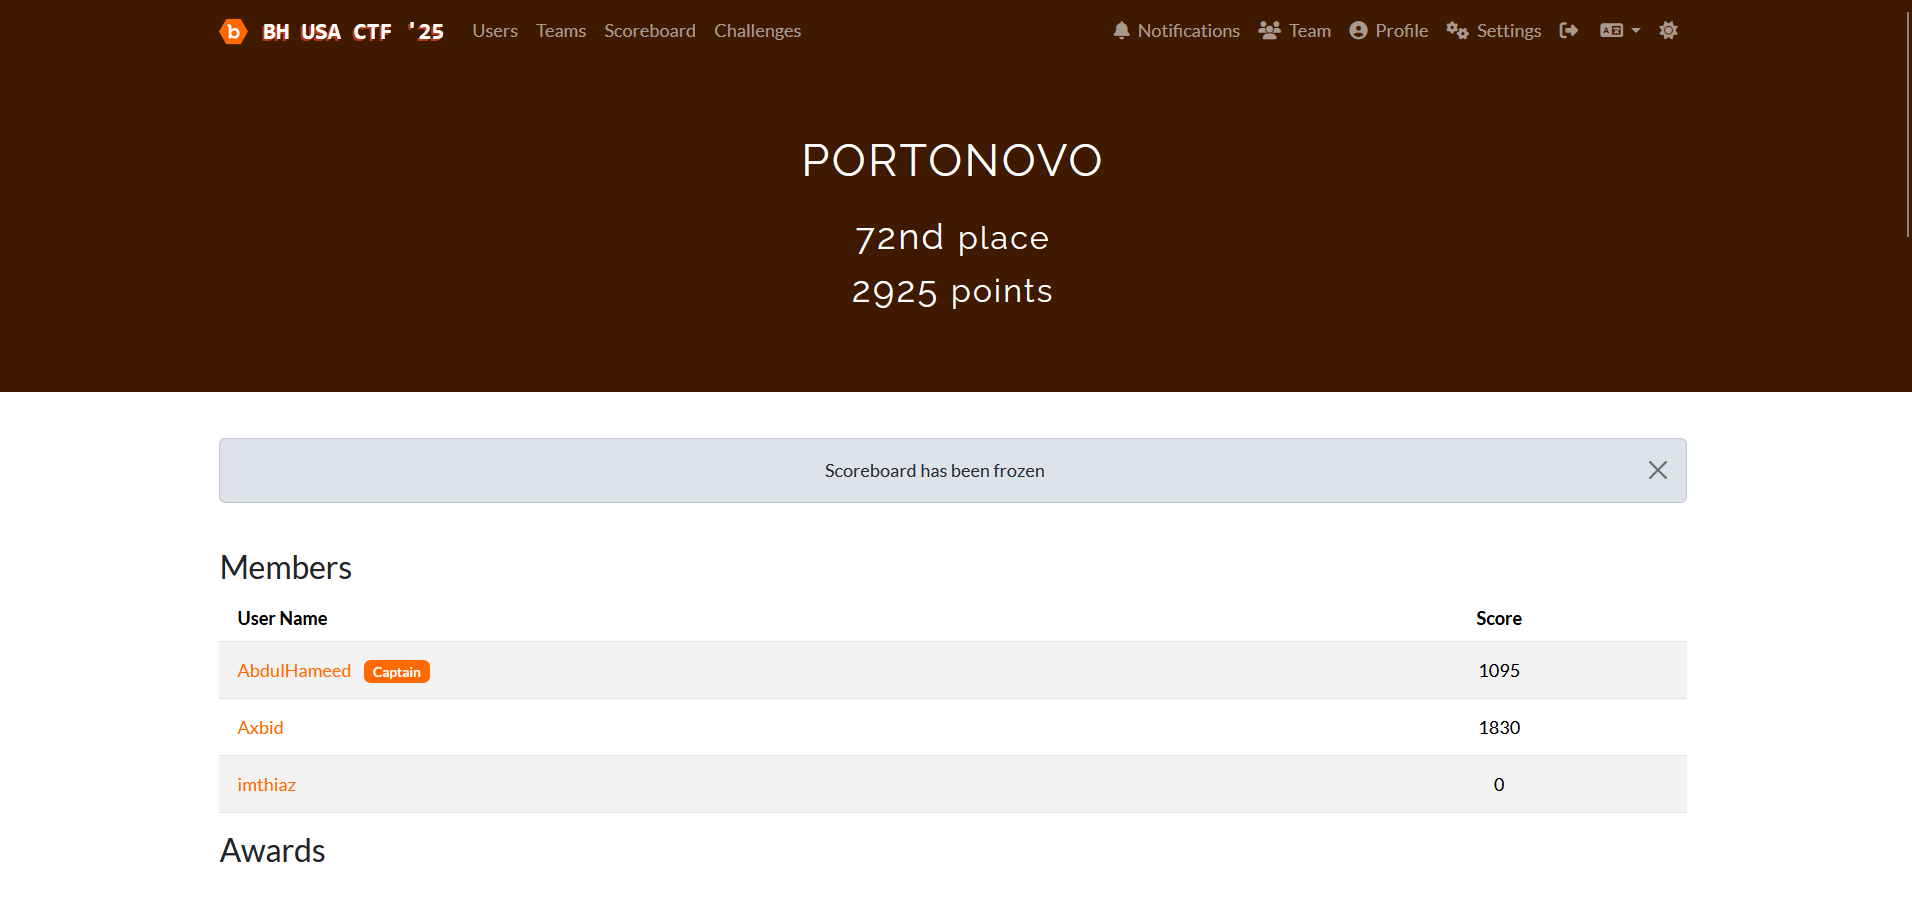 BH USA CTF '25 Users Teams Scoreboard Challenges Notifications Team Profile Settings
PORTONOVO
72nd place
2925 points
Scoreboard has been frozen
Members
User Name Score
AbdulHameed Captain 1095
Axbid 1830
imthiaz 0
Awards